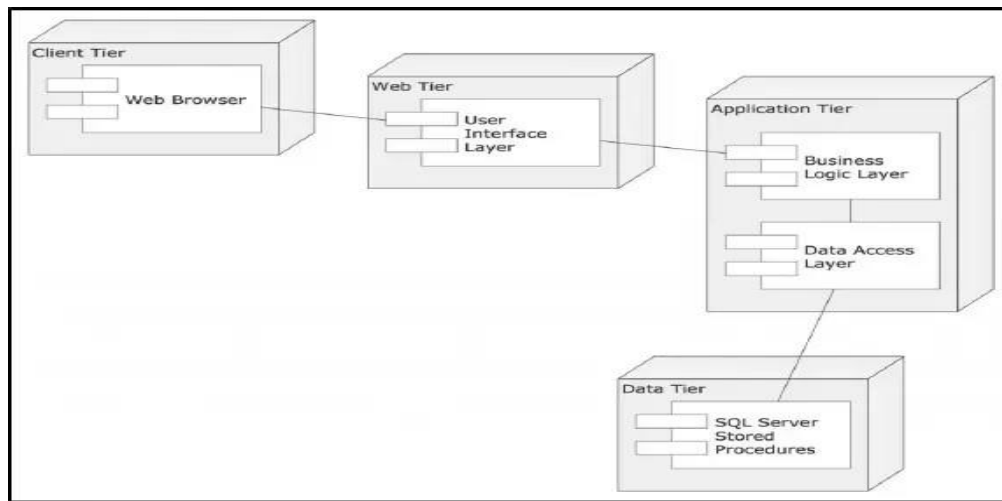 Client Tier
Web Browser
Web Tier
User
Interface
Layer
Application Tier
Business
Logic Layer
Data Access
Layer
Data Tier
SQL Server
Stored
Procedures